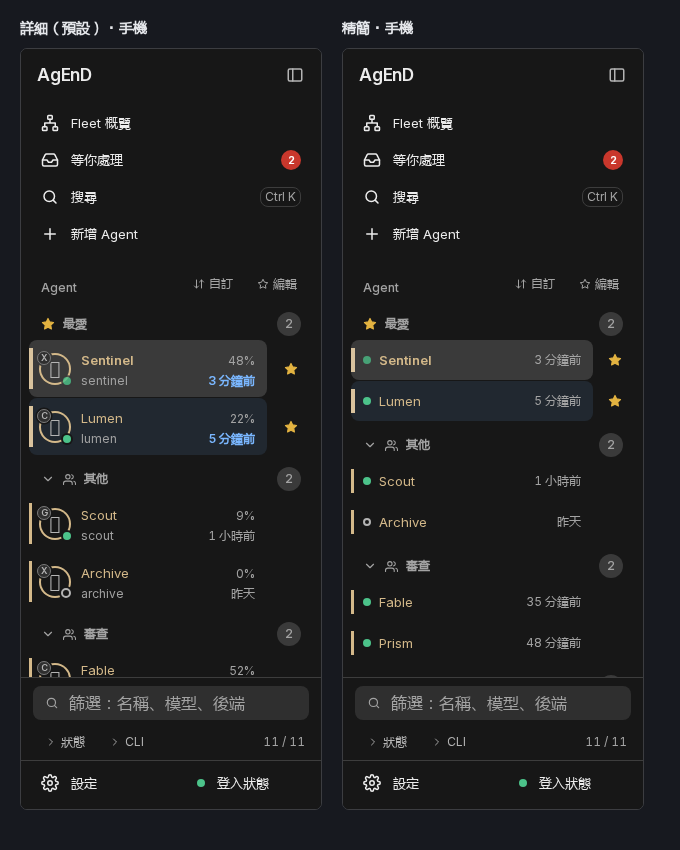 詳細（預設）・手機
AgEnD
Fleet 概覽
等你處理 2
搜尋 Ctrl K
新增 Agent
Agent 自訂 編輯
最愛 2
X Sentinel 48%
sentinel 3 分鐘前
C Lumen 22%
lumen 5 分鐘前
其他 2
G Scout 9%
scout 1 小時前
X Archive 0%
archive 昨天
審查 2
C Fable 52%
篩選：名稱、模型、後端
狀態 CLI 11 / 11
設定 登入狀態
精簡・手機
AgEnD
Fleet 概覽
等你處理 2
搜尋 Ctrl K
新增 Agent
Agent 自訂 編輯
最愛 2
Sentinel 3 分鐘前
Lumen 5 分鐘前
其他 2
Scout 1 小時前
Archive 昨天
審查 2
Fable 35 分鐘前
Prism 48 分鐘前
篩選：名稱、模型、後端
狀態 CLI 11 / 11
設定 登入狀態